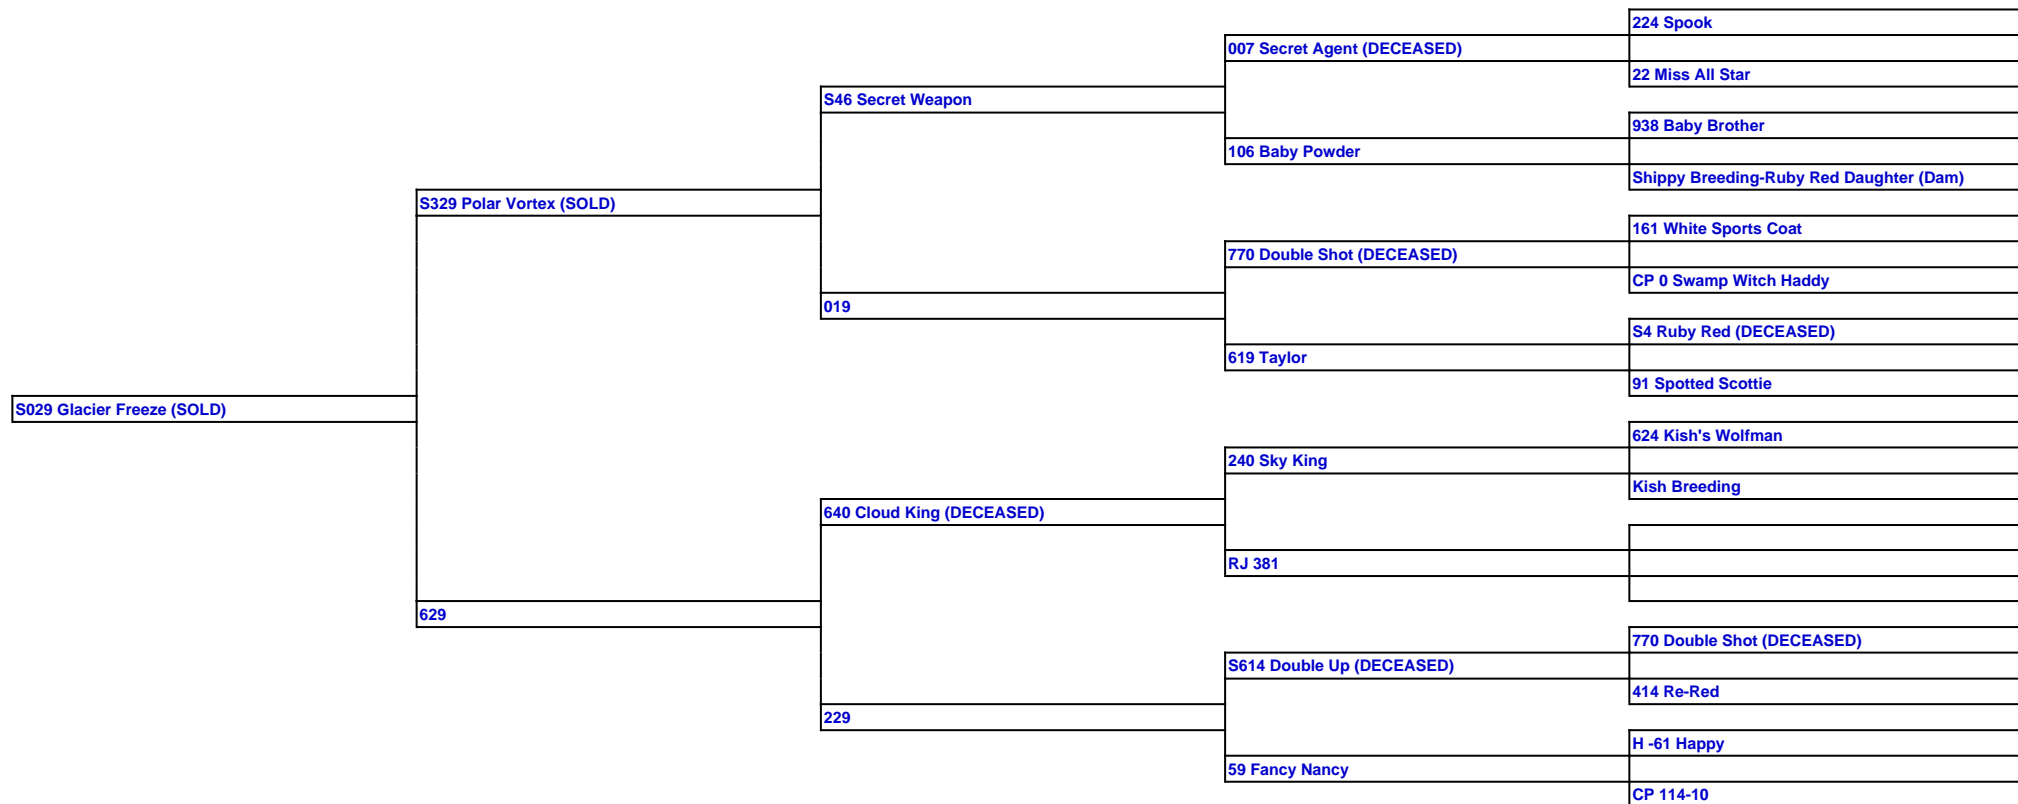 224 Spook
007 Secret Agent (DECEASED)
22 Miss All Star
S46 Secret Weapon
938 Baby Brother
106 Baby Powder
Shippy Breeding-Ruby Red Daughter (Dam)
S329 Polar Vortex (SOLD)
161 White Sports Coat
770 Double Shot (DECEASED)
CP 0 Swamp Witch Haddy
019
S4 Ruby Red (DECEASED)
619 Taylor
91 Spotted Scottie
S029 Glacier Freeze (SOLD)
624 Kish's Wolfman
240 Sky King
Kish Breeding
640 Cloud King (DECEASED)
RJ 381
629
770 Double Shot (DECEASED)
S614 Double Up (DECEASED)
414 Re-Red
229
H -61 Happy
59 Fancy Nancy
CP 114-10